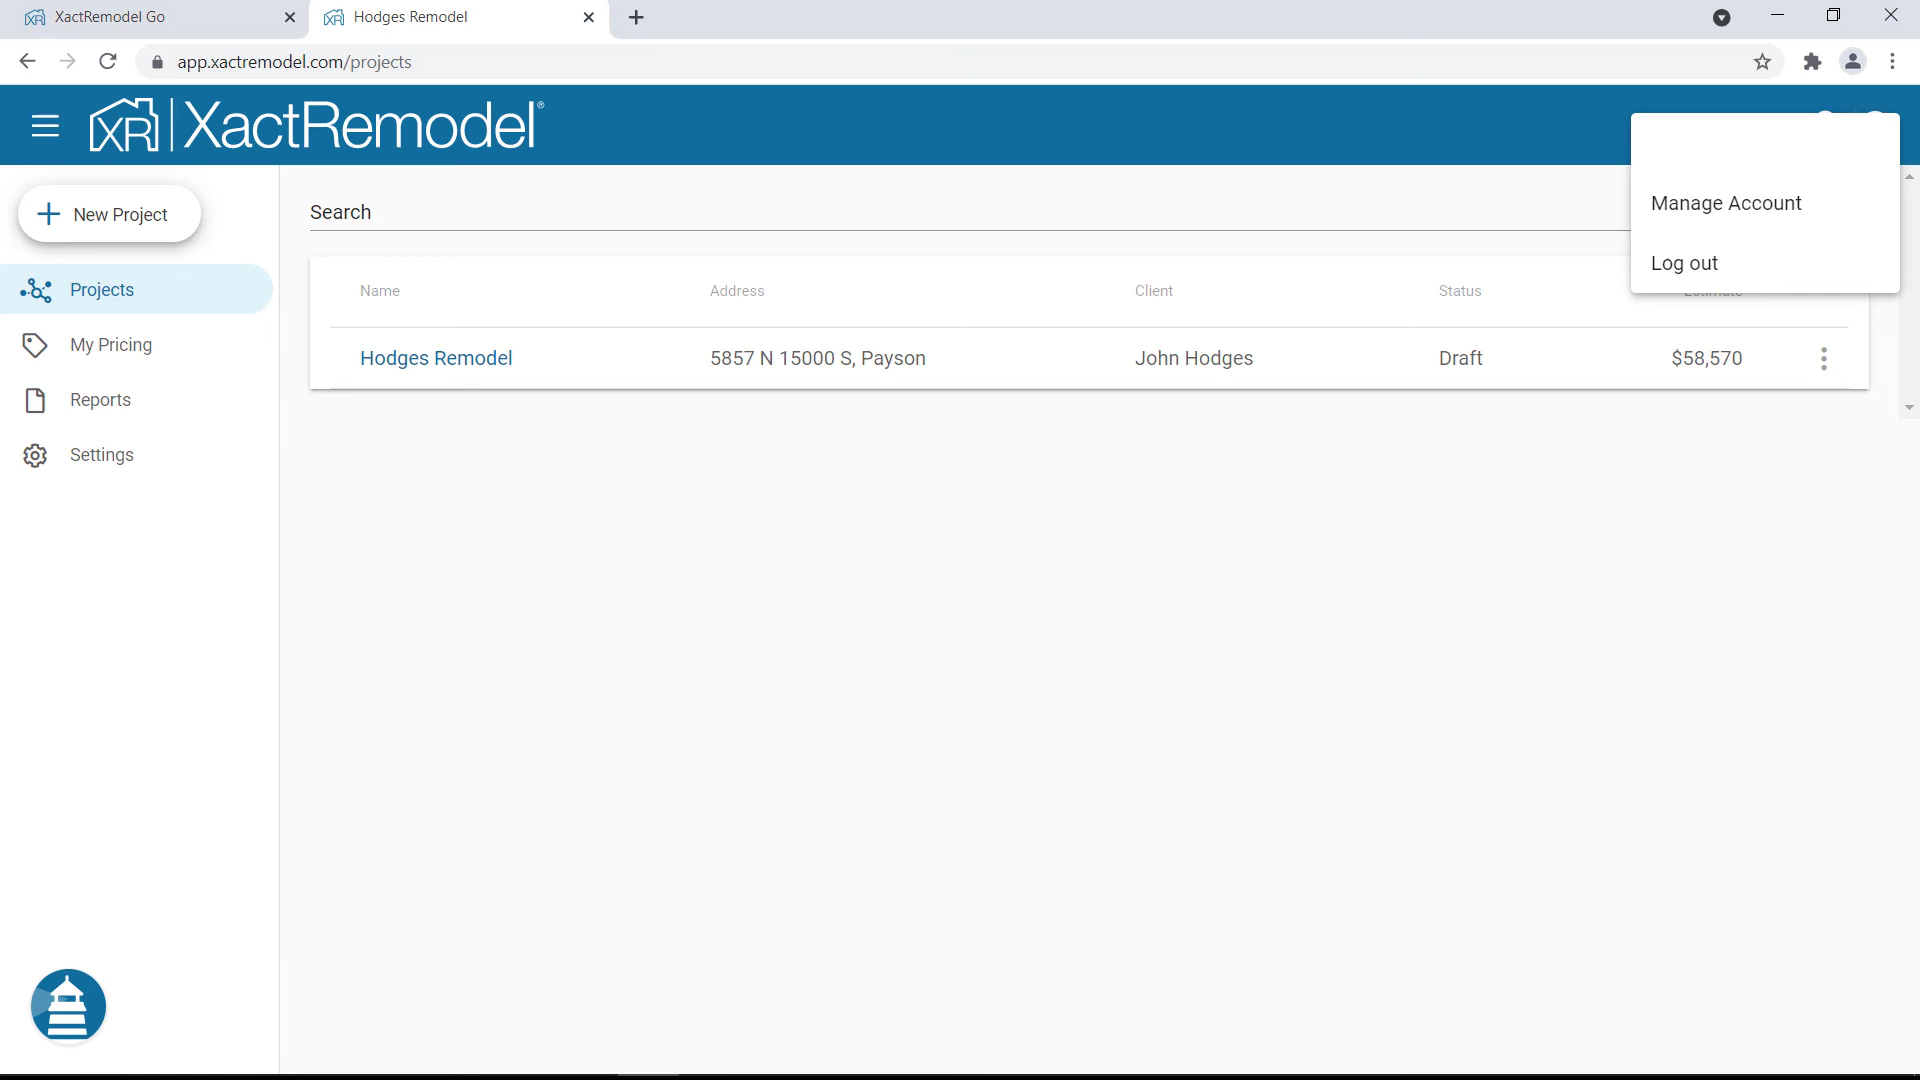 XactRemodel Go
Hodges Remodel
app.xactremodel.com/projects
XR XactRemodel®
New Project
Projects
My Pricing
Reports
Settings
Search
Manage Account
Log out
Name Address Client Status Estimate
Hodges Remodel 5857 N 15000 S, Payson John Hodges Draft $58,570